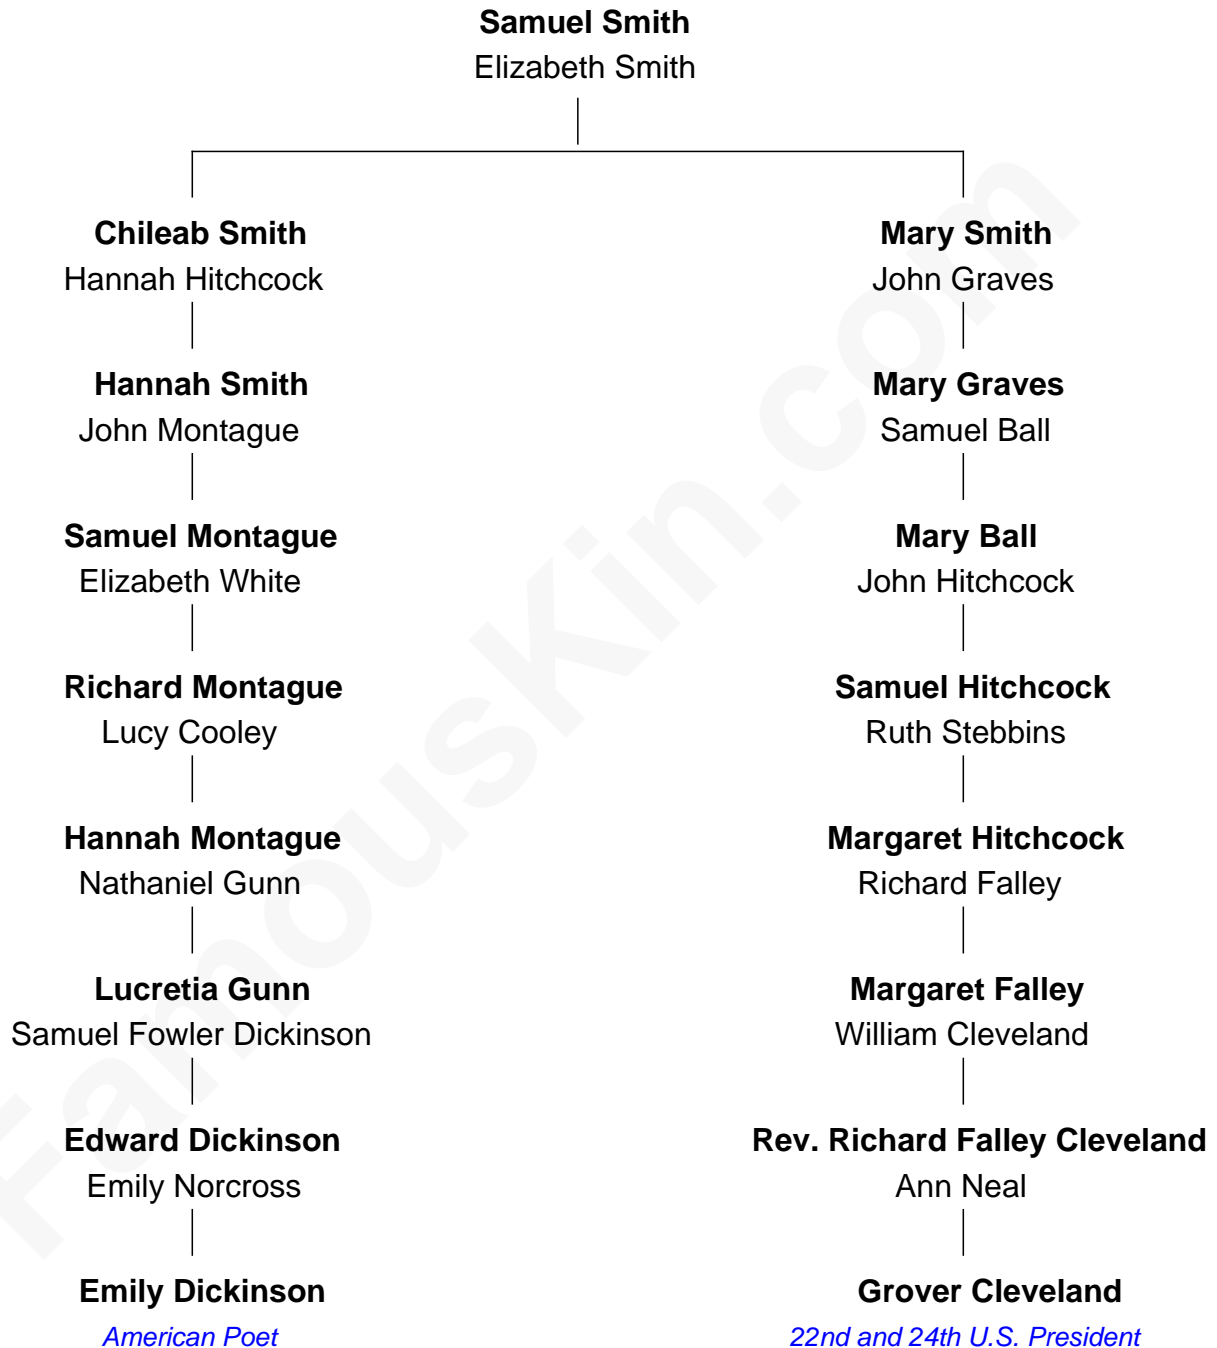 Samuel Smith
Elizabeth Smith
Chileab Smith
Hannah Hitchcock
Mary Smith
John Graves
Hannah Smith
John Montague
Mary Graves
Samuel Ball
Samuel Montague
Elizabeth White
Mary Ball
John Hitchcock
Richard Montague
Lucy Cooley
Samuel Hitchcock
Ruth Stebbins
Hannah Montague
Nathaniel Gunn
Margaret Hitchcock
Richard Falley
Lucretia Gunn
Samuel Fowler Dickinson
Margaret Falley
William Cleveland
Edward Dickinson
Emily Norcross
Rev. Richard Falley Cleveland
Ann Neal
Emily Dickinson
American Poet
Grover Cleveland
22nd and 24th U.S. President
FamousKin.com